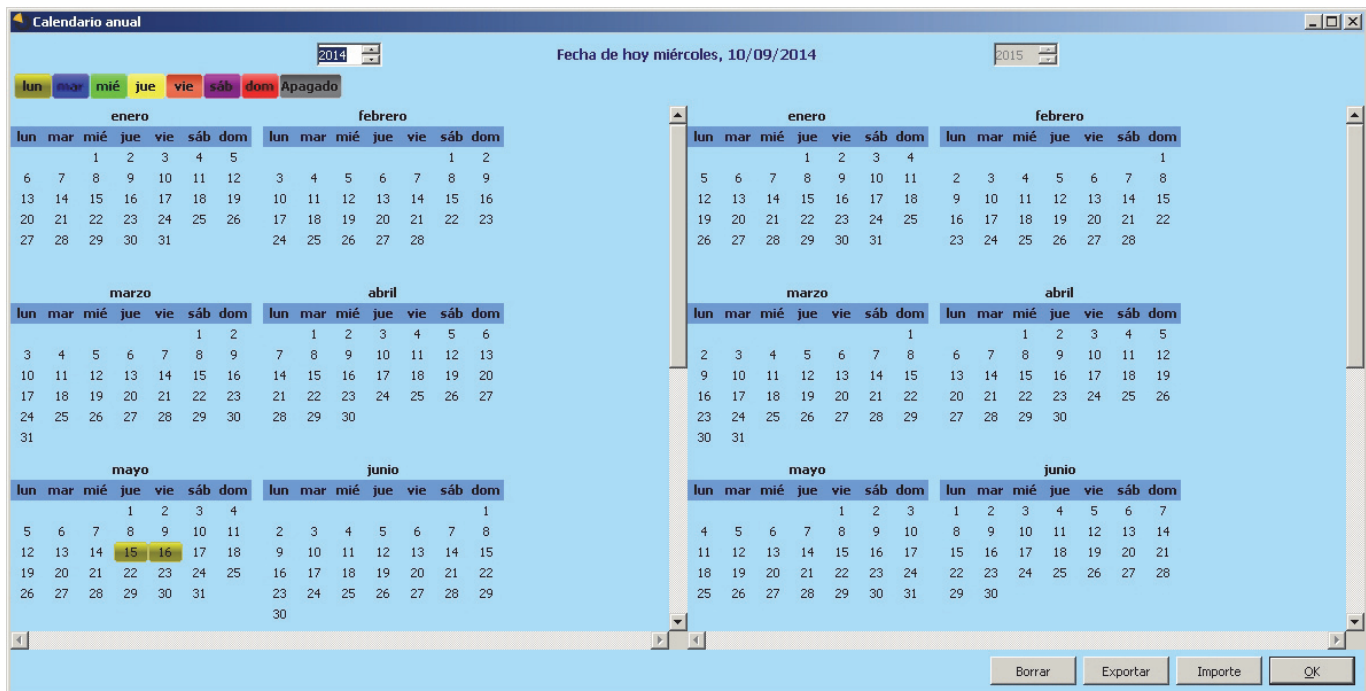 Calendario anual
2014 Fecha de hoy miércoles, 10/09/2014 2015
lun mar mié jue vie sáb dom Apagado
enero febrero enero febrero
lun mar mié jue vie sáb dom lun mar mié jue vie sáb dom lun mar mié jue vie sáb dom lun mar mié jue vie sáb dom
1 2 3 4 5 1 2 1 2 3 4 1
6 7 8 9 10 11 12 3 4 5 6 7 8 9 5 6 7 8 9 10 11 2 3 4 5 6 7 8
13 14 15 16 17 18 19 10 11 12 13 14 15 16 12 13 14 15 16 17 18 9 10 11 12 13 14 15
20 21 22 23 24 25 26 17 18 19 20 21 22 23 19 20 21 22 23 24 25 16 17 18 19 20 21 22
27 28 29 30 31 24 25 26 27 28 26 27 28 29 30 31 23 24 25 26 27 28
marzo abril marzo abril
lun mar mié jue vie sáb dom lun mar mié jue vie sáb dom lun mar mié jue vie sáb dom lun mar mié jue vie sáb dom
1 2 1 2 3 4 5 6 1 1 2 3 4 5
3 4 5 6 7 8 9 7 8 9 10 11 12 13 2 3 4 5 6 7 8 6 7 8 9 10 11 12
10 11 12 13 14 15 16 14 15 16 17 18 19 20 9 10 11 12 13 14 15 13 14 15 16 17 18 19
17 18 19 20 21 22 23 21 22 23 24 25 26 27 16 17 18 19 20 21 22 20 21 22 23 24 25 26
24 25 26 27 28 29 30 28 29 30 23 24 25 26 27 28 29 27 28 29 30
31 30 31
mayo junio mayo junio
lun mar mié jue vie sáb dom lun mar mié jue vie sáb dom lun mar mié jue vie sáb dom lun mar mié jue vie sáb dom
1 2 3 4 1 1 2 3 1 2 3 4 5 6 7
5 6 7 8 9 10 11 2 3 4 5 6 7 8 4 5 6 7 8 9 10 8 9 10 11 12 13 14
12 13 14 15 16 17 18 9 10 11 12 13 14 15 11 12 13 14 15 16 17 15 16 17 18 19 20 21
19 20 21 22 23 24 25 16 17 18 19 20 21 22 18 19 20 21 22 23 24 22 23 24 25 26 27 28
26 27 28 29 30 31 23 24 25 26 27 28 29 25 26 27 28 29 30 31 29 30
30
Borrar Exportar Importe OK